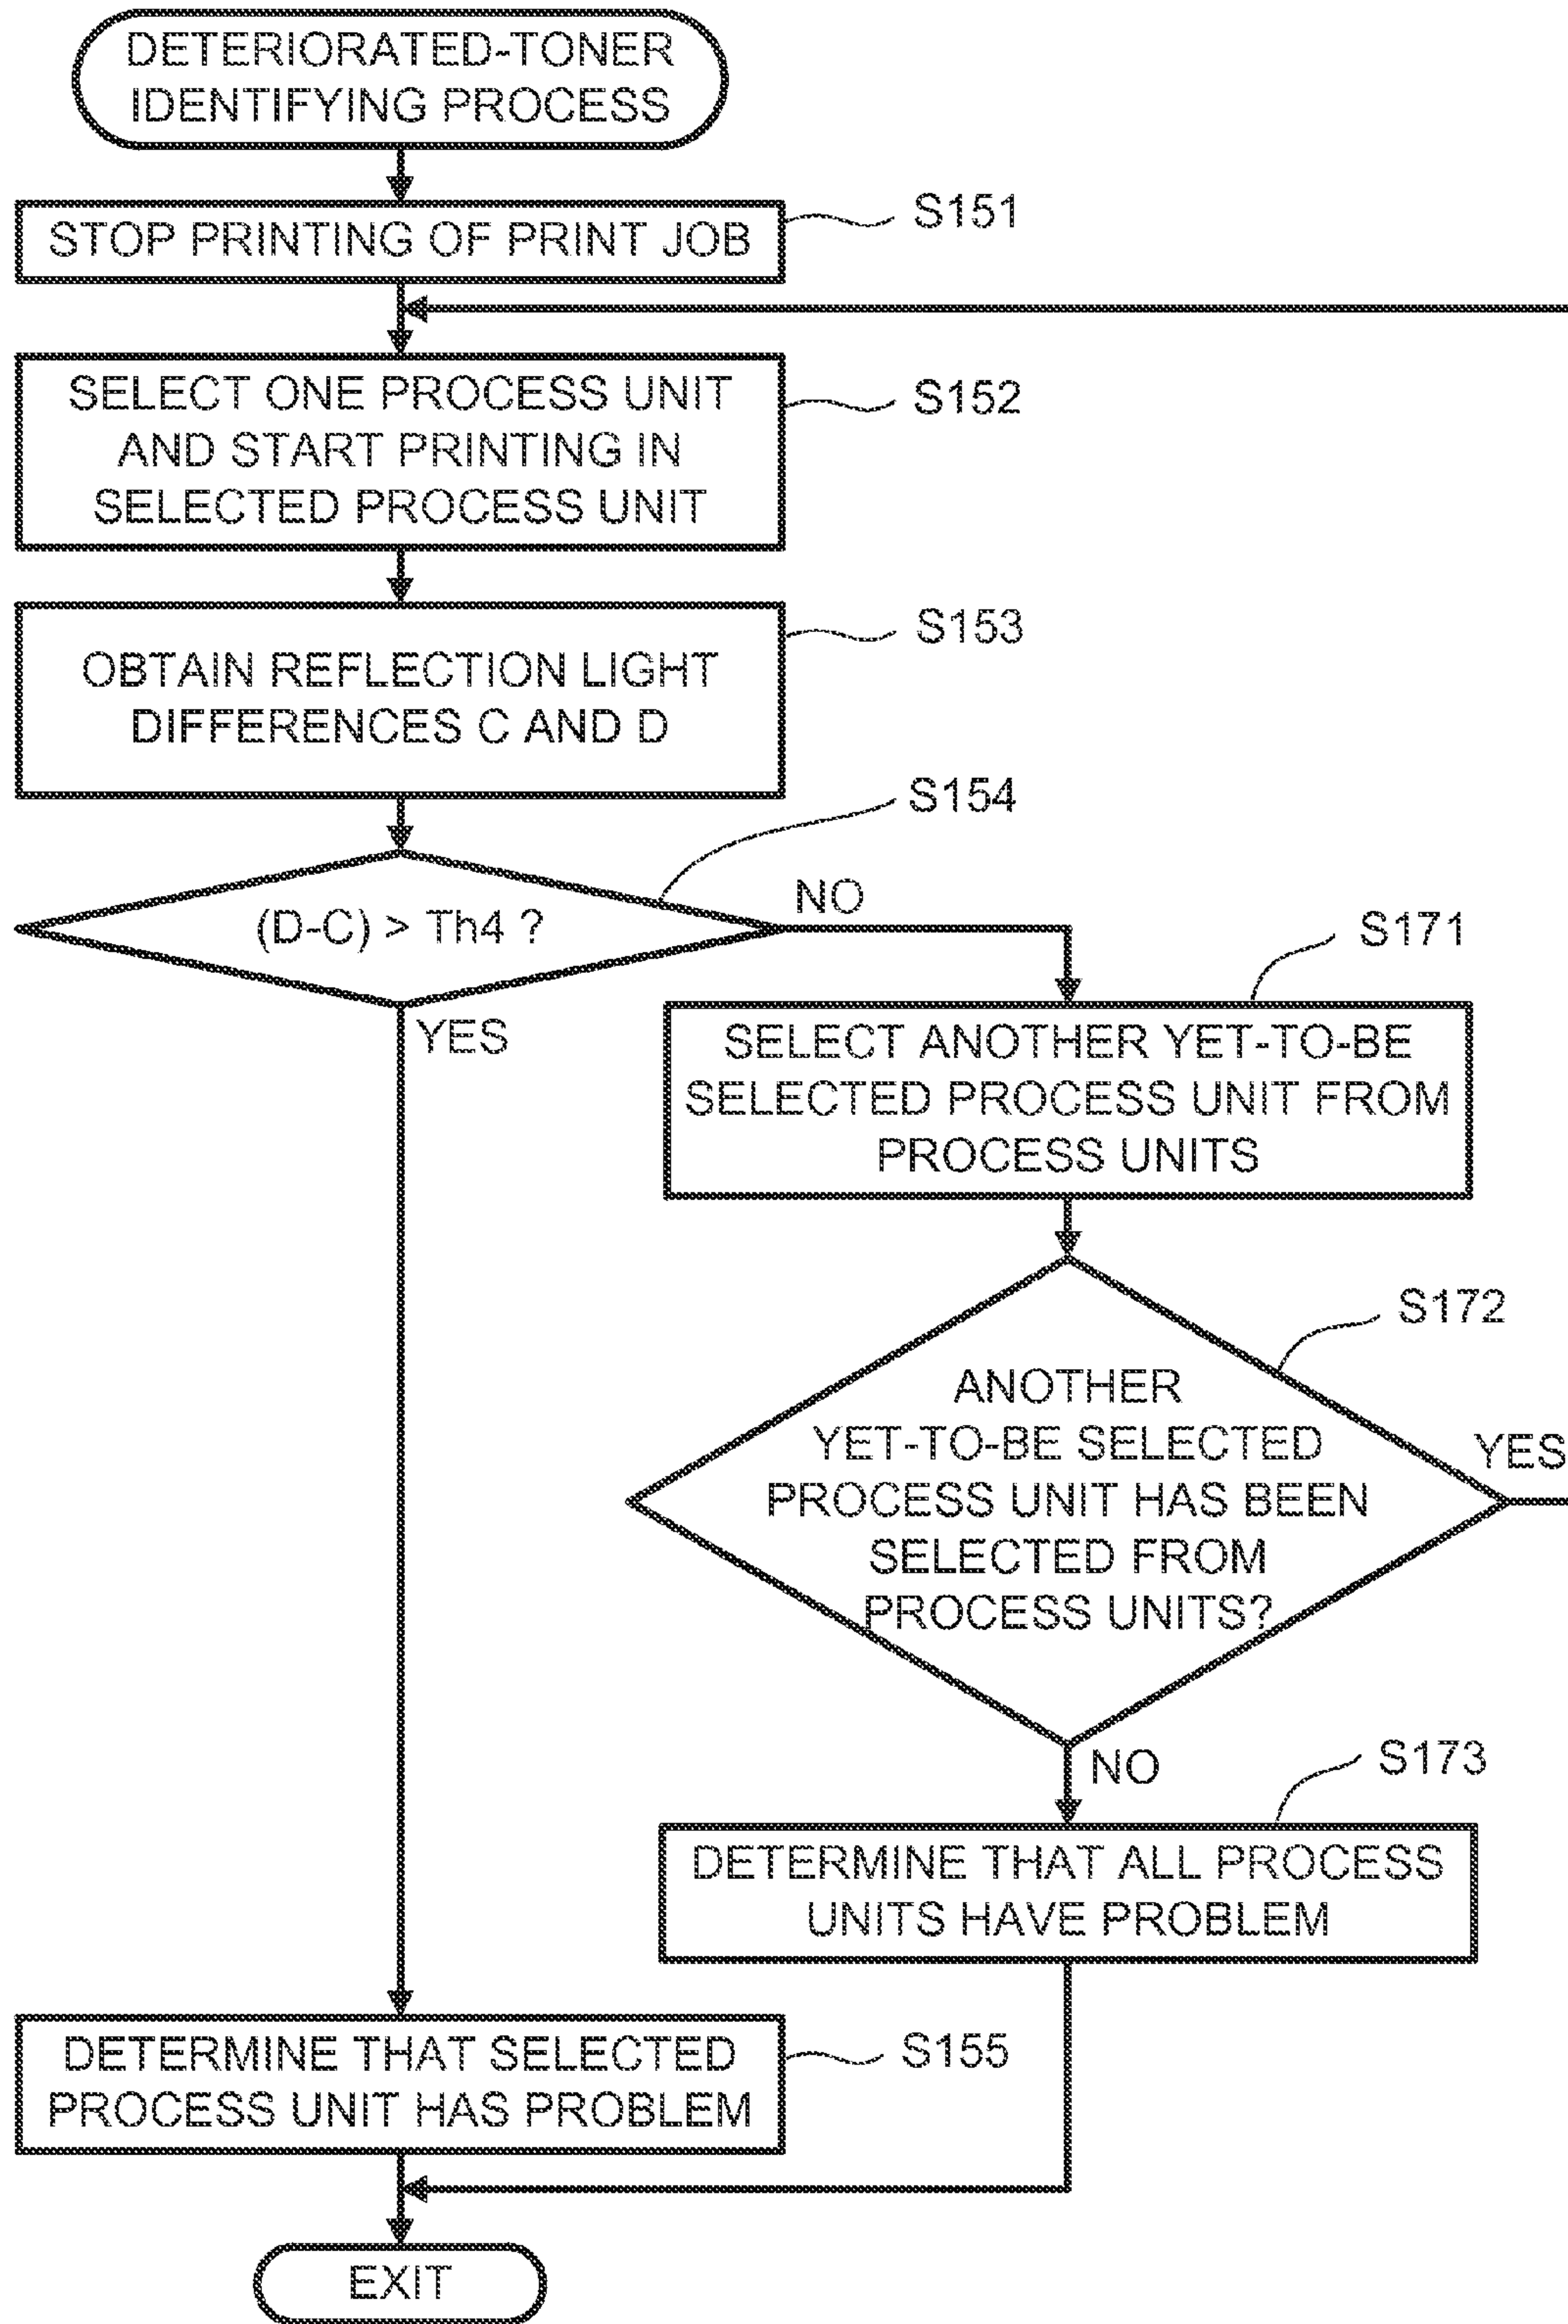 DETERIORATED-TONER
IDENTIFYING PROCESS
STOP PRINTING OF PRINT JOB
S151
SELECT ONE PROCESS UNIT
AND START PRINTING IN
SELECTED PROCESS UNIT
S152
OBTAIN REFLECTION LIGHT
DIFFERENCES C AND D
S153
(D-C) > Th4 ?
S154
NO
YES
SELECT ANOTHER YET-TO-BE
SELECTED PROCESS UNIT FROM
PROCESS UNITS
S171
ANOTHER
YET-TO-BE SELECTED
PROCESS UNIT HAS BEEN
SELECTED FROM
PROCESS UNITS?
S172
YES
NO
DETERMINE THAT ALL PROCESS
UNITS HAVE PROBLEM
S173
DETERMINE THAT SELECTED
PROCESS UNIT HAS PROBLEM
S155
EXIT